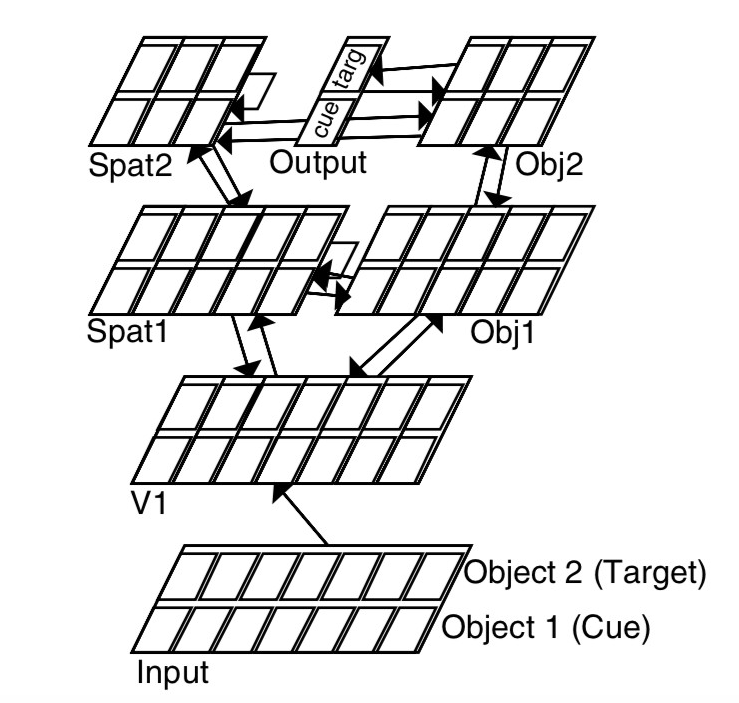 targ
cue
Spat2
Output
Obj2
Spat1
Obj1
V1
Object 2 (Target)
Object 1 (Cue)
Input